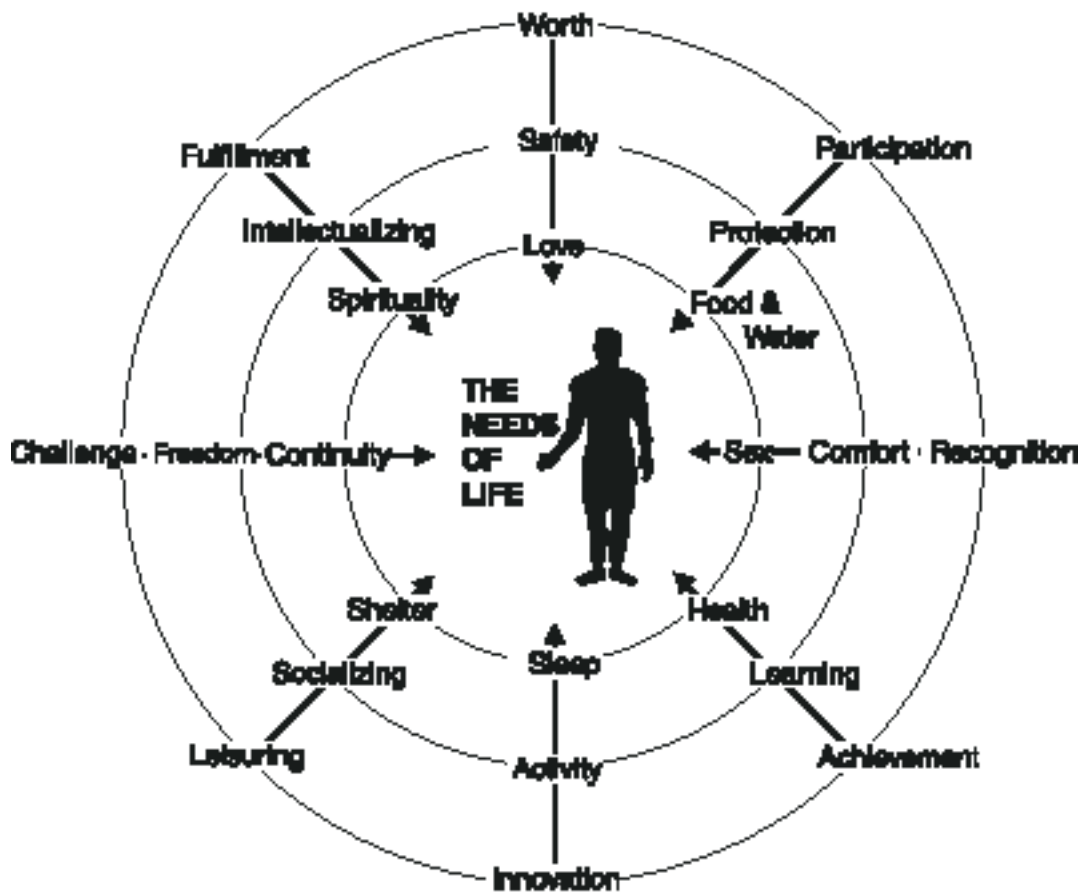 Worth
Fulfillment
Participation
Safety
Intellectualizing
Protection
Love
Spirituality
Food &
Water
THE
NEEDS
OF
LIFE
Challenge - Freedom - Continuity
Sex — Comfort - Recognition
Shelter
Health
Sleep
Socializing
Learning
Leisuring
Activity
Achievement
Innovation